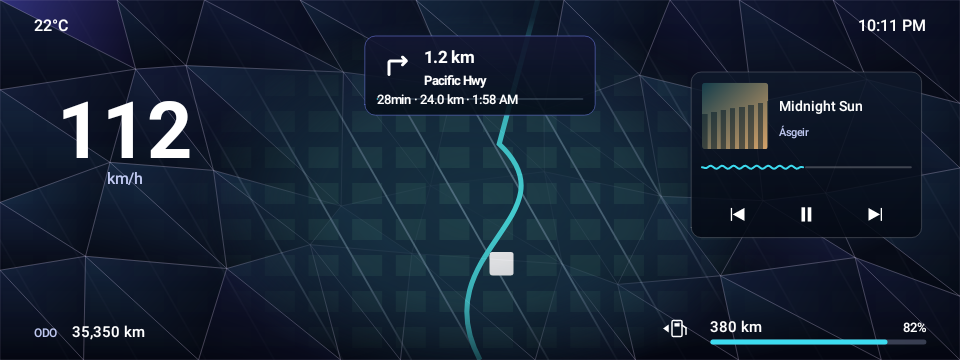 22°C
10:11 PM
1.2 km
Pacific Hwy
28min · 24.0 km · 1:58 AM
112
km/h
Midnight Sun
Ásgeir
ODO 35,350 km
380 km
82%